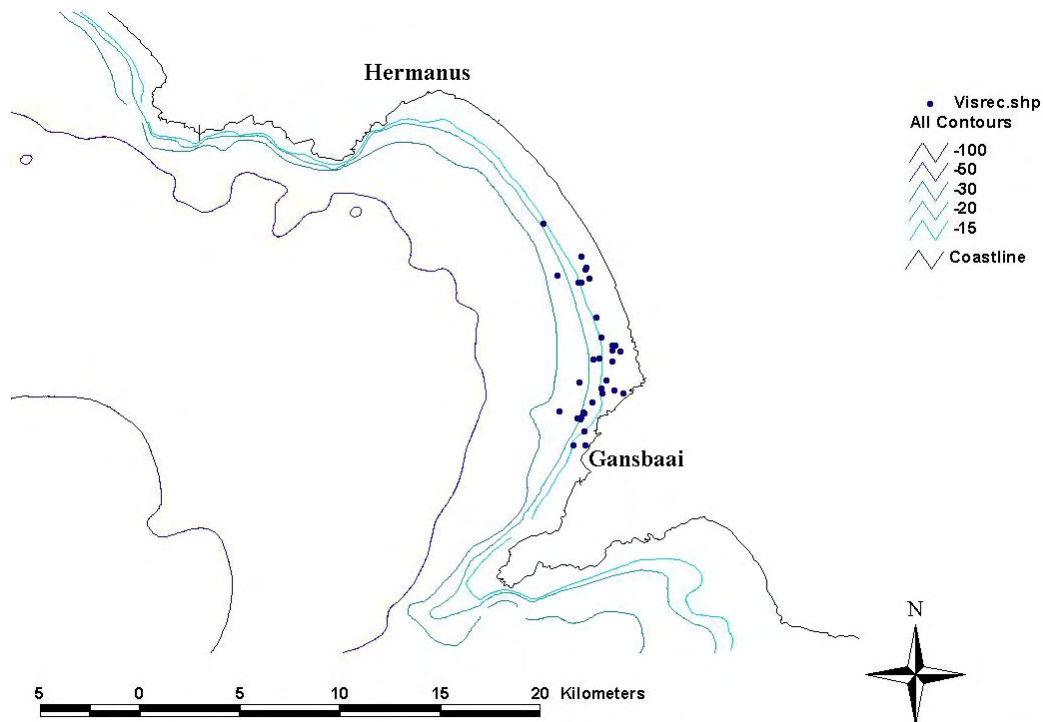 Hermanus
Visrec.shp
All Contours
-100
-50
-30
-20
-15
Coastline
Gansbaai
N
5 0 5 10 15 20 Kilometers